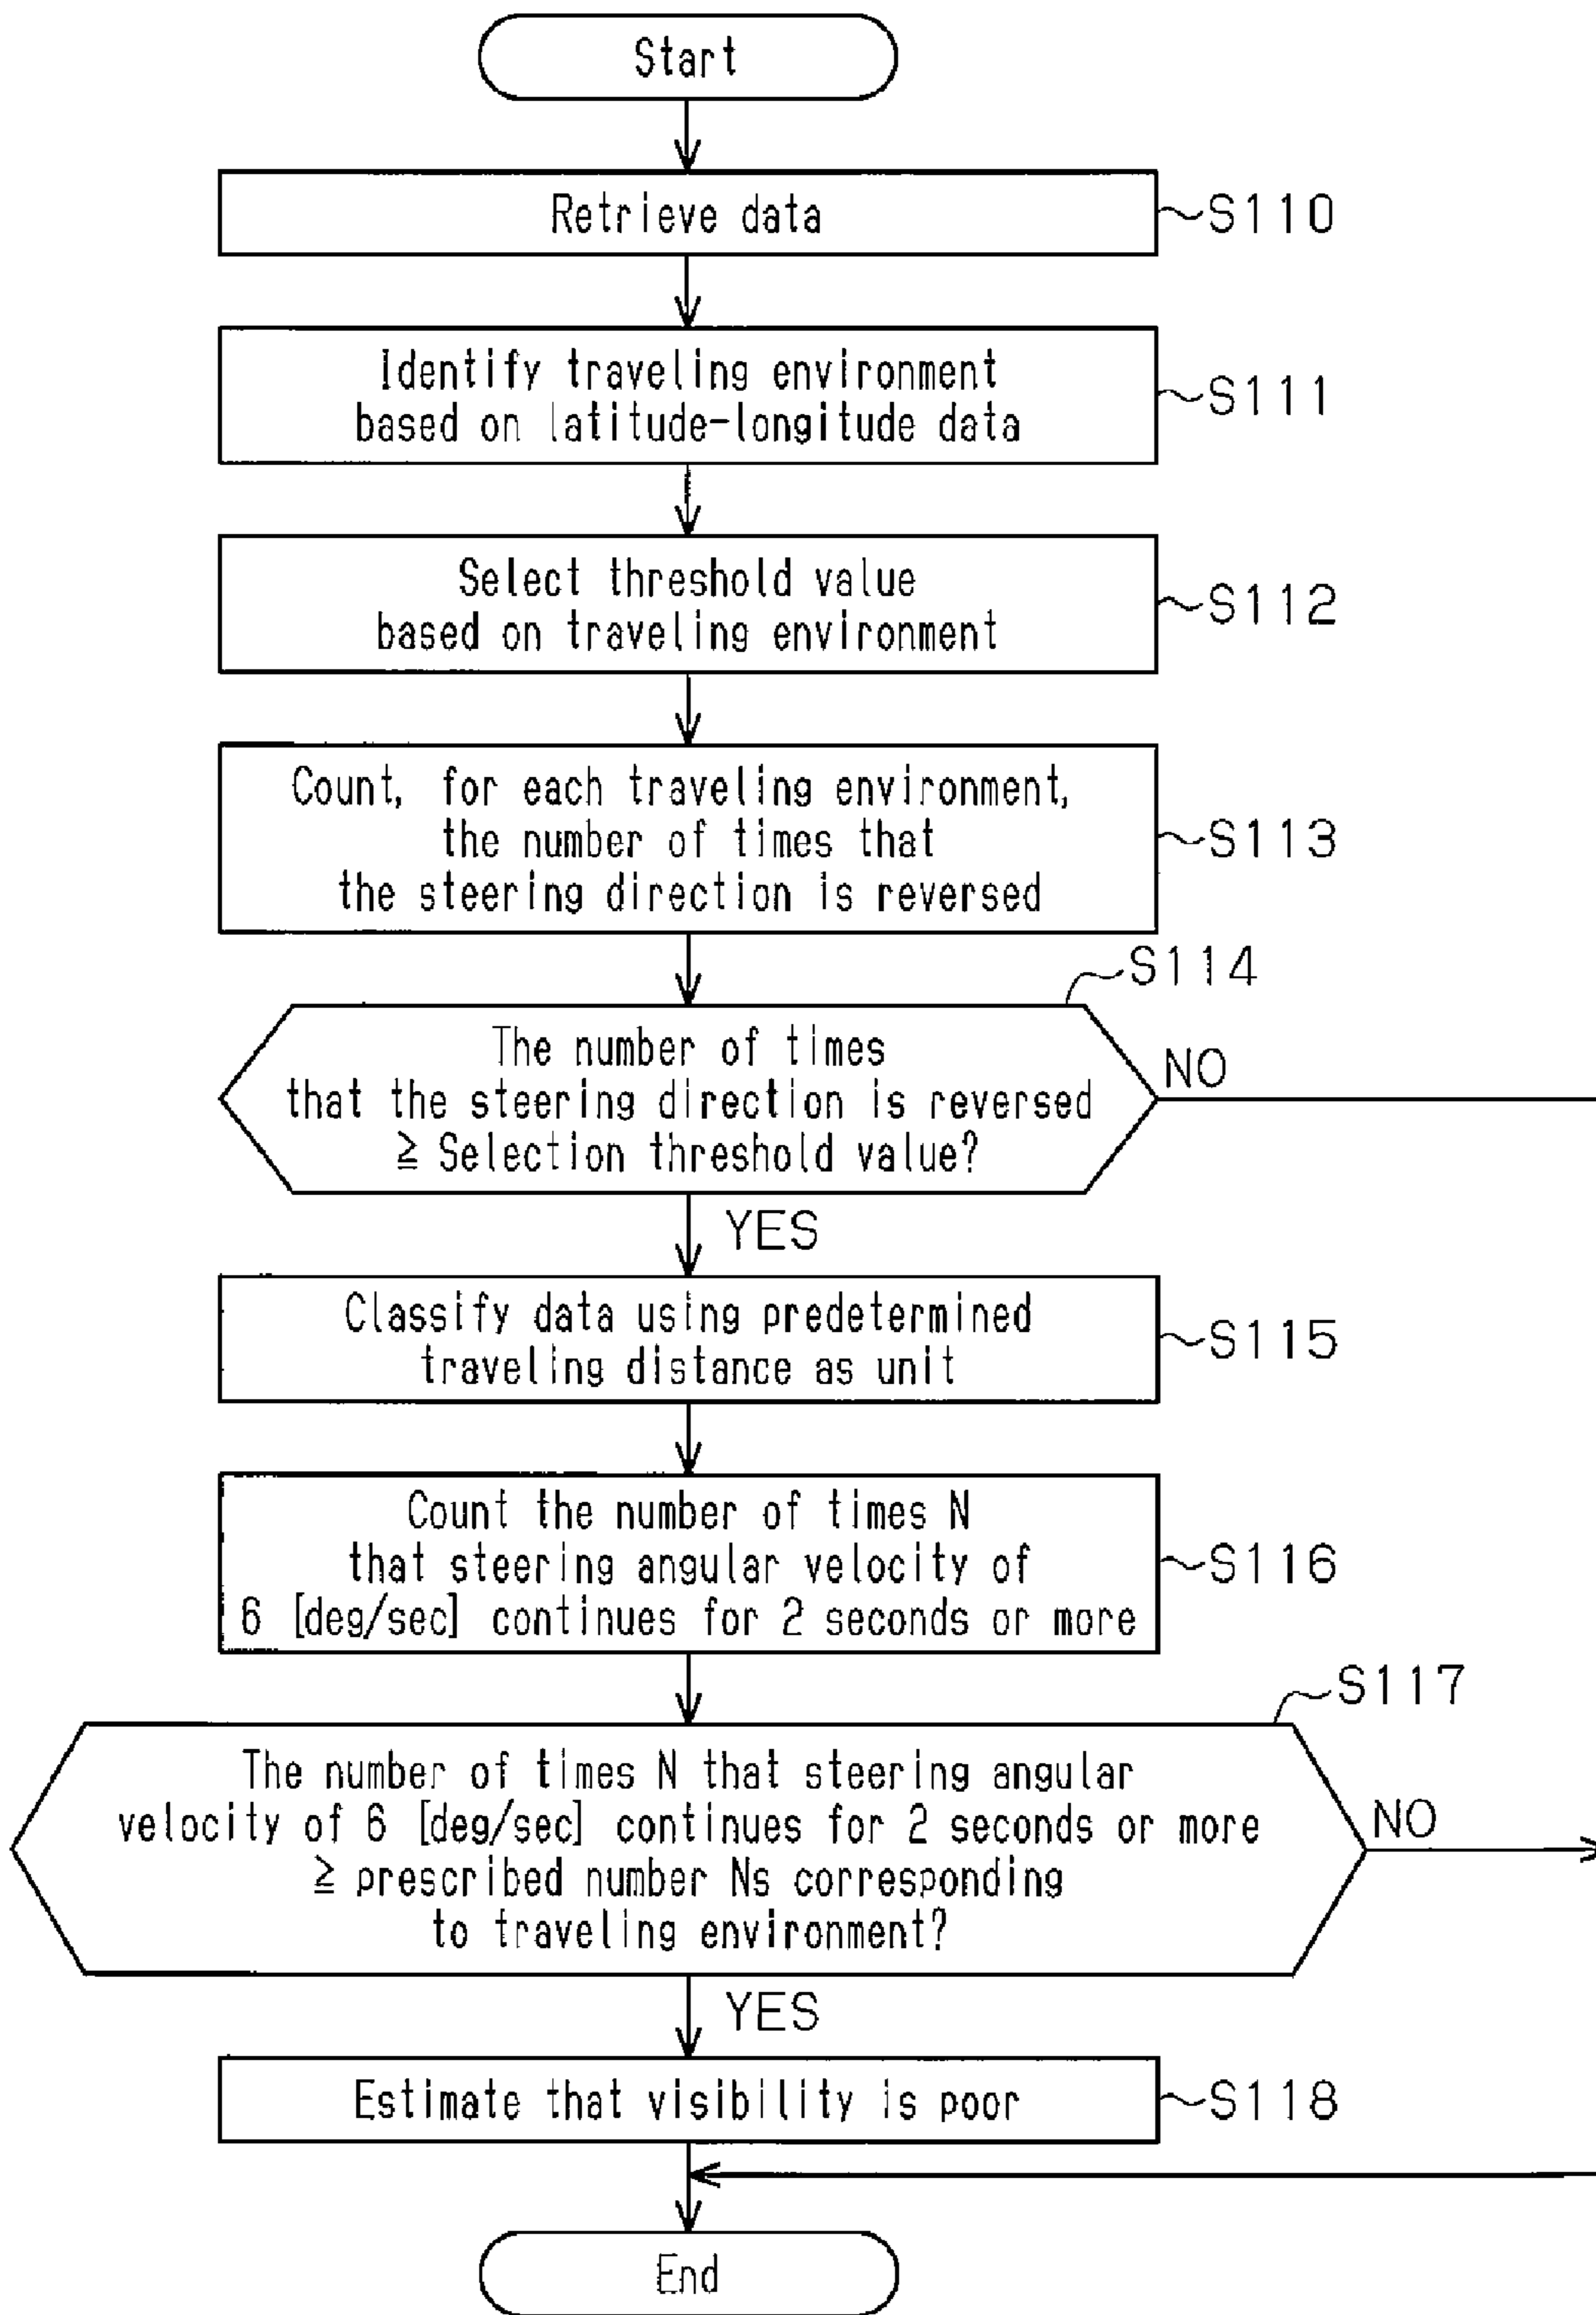 Start
Retrieve data
S110
Identify traveling environment
based on latitude-longitude data
S111
Select threshold value
based on traveling environment
S112
Count, for each traveling environment,
the number of times that
the steering direction is reversed
S113
S114
The number of times
that the steering direction is reversed
≧ Selection threshold value?
NO
YES
Classify data using predetermined
traveling distance as unit
S115
Count the number of times N
that steering angular velocity of
6 [deg/sec] continues for 2 seconds or more
S116
S117
The number of times N that steering angular
velocity of 6 [deg/sec] continues for 2 seconds or more
≧ prescribed number Ns corresponding
to traveling environment?
NO
YES
Estimate that visibility is poor
S118
End